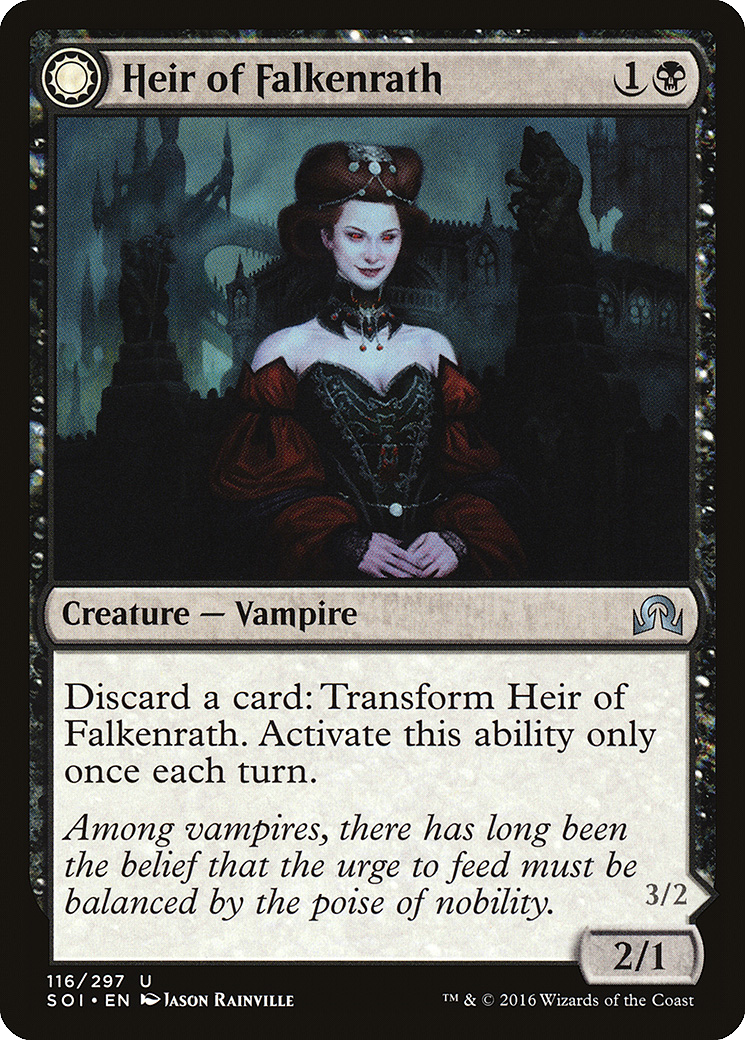 Heir of Falkenrath 1
Creature — Vampire
Discard a card: Transform Heir of
Falkenrath. Activate this ability only
once each turn.
Among vampires, there has long been
the belief that the urge to feed must be
balanced by the poise of nobility.
3/2
2/1
116/297 U
SOI • EN Jason Rainville
™ & © 2016 Wizards of the Coast